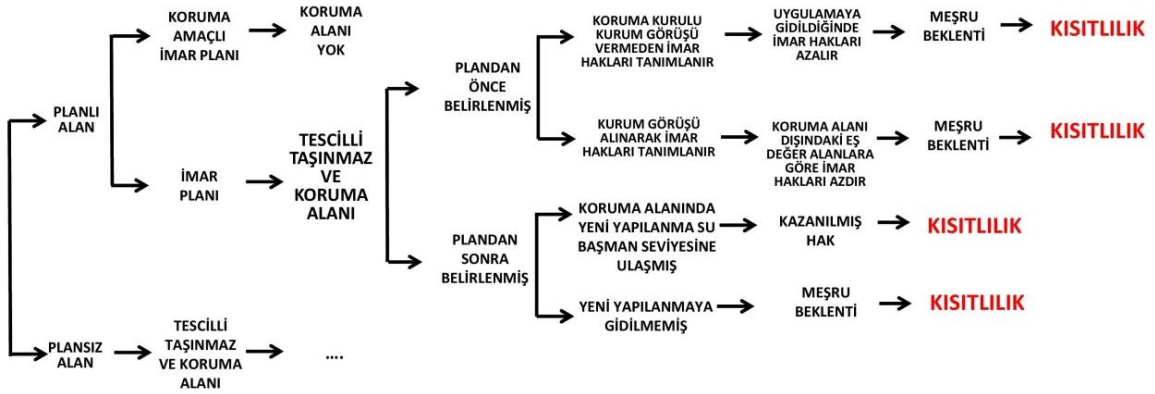 KORUMA
AMAÇLI
İMAR PLANI
KORUMA
ALANI
YOK
PLANLI
ALAN
İMAR
PLANI
TESCİLLİ
TAŞINMAZ
VE
KORUMA
ALANI
PLANDAN
ÖNCE
BELİRLENMİŞ
KORUMA KURULU
KURUM GÖRÜŞÜ
VERMEDEN İMAR
HAKLARI TANIMLANIR
UYGULAMAYA
GİDİLDİĞİNDE
İMAR HAKLARI
AZALIR
MEŞRU
BEKLENTİ
KISITLILIK
KURUM GÖRÜŞÜ
ALINARAK İMAR
HAKLARI TANIMLANIR
KORUMA ALANI
DIŞINDAKİ EŞ
DEĞER ALANLARA
GÖRE İMAR
HAKLARI AZDIR
MEŞRU
BEKLENTİ
KISITLILIK
PLANDAN
SONRA
BELİRLENMİŞ
KORUMA ALANINDA
YENİ YAPILANMA SU
BAŞMAN SEVİYESİNE
ULAŞMIŞ
KAZANILMIŞ
HAK
KISITLILIK
YENİ YAPILANMAYA
GİDİLMEMİŞ
MEŞRU
BEKLENTİ
KISITLILIK
PLANSIZ
ALAN
TESCİLLİ
TAŞINMAZ
VE KORUMA
ALANI
....